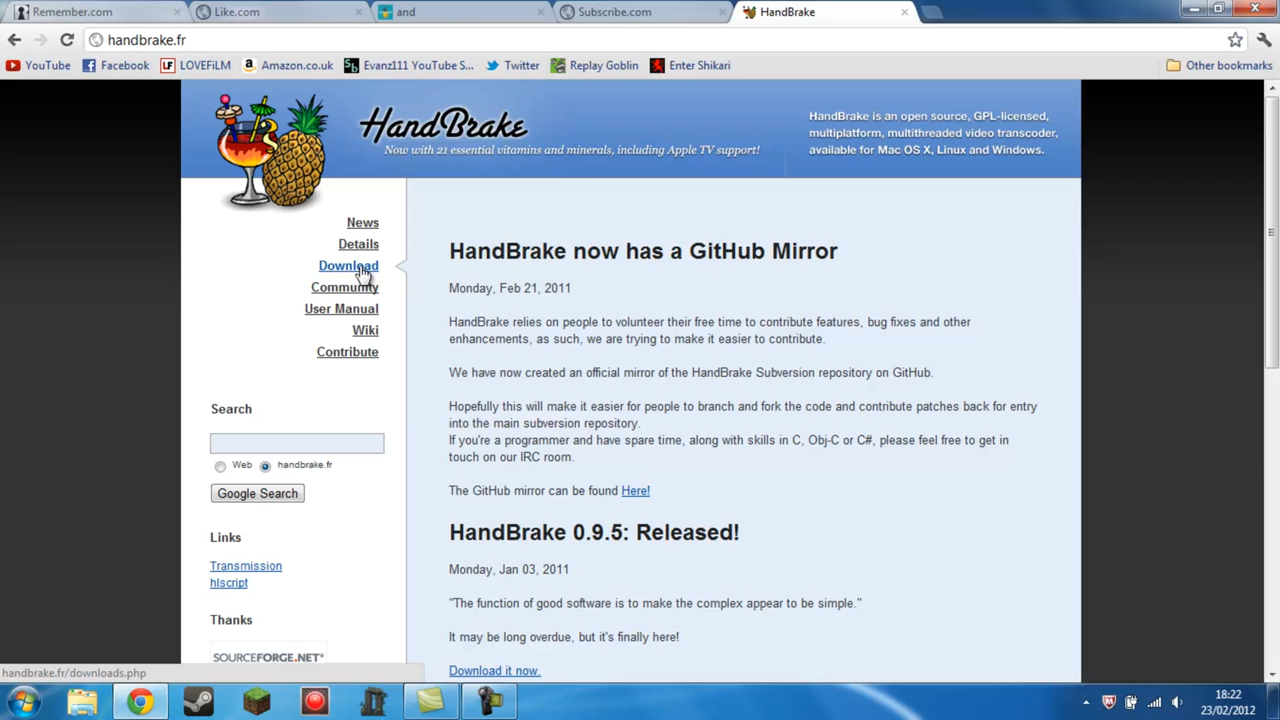 Remember.com
Like.com
and
Subscribe.com
HandBrake
handbrake.fr
YouTube
Facebook
LOVEFiLM
Amazon.co.uk
Evanz111 YouTube S...
Twitter
Replay Goblin
Enter Shikari
Other bookmarks
HandBrake
Now with 21 essential vitamins and minerals, including Apple TV support!
HandBrake is an open source, GPL-licensed,
multiplatform, multithreaded video transcoder,
available for Mac OS X, Linux and Windows.
News
Details
Download
Community
User Manual
Wiki
Contribute
Search
Web
handbrake.fr
Google Search
Links
Transmission
hlscript
Thanks
SOURCEFORGE.NET®
HandBrake now has a GitHub Mirror
Monday, Feb 21, 2011
HandBrake relies on people to volunteer their free time to contribute features, bug fixes and other
enhancements, as such, we are trying to make it easier to contribute.
We have now created an official mirror of the HandBrake Subversion repository on GitHub.
Hopefully this will make it easier for people to branch and fork the code and contribute patches back for entry
into the main subversion repository.
If you're a programmer and have spare time, along with skills in C, Obj-C or C#, please feel free to get in
touch on our IRC room.
The GitHub mirror can be found Here!
HandBrake 0.9.5: Released!
Monday, Jan 03, 2011
"The function of good software is to make the complex appear to be simple."
It may be long overdue, but it's finally here!
Download it now.
handbrake.fr/downloads.php
18:22
23/02/2012